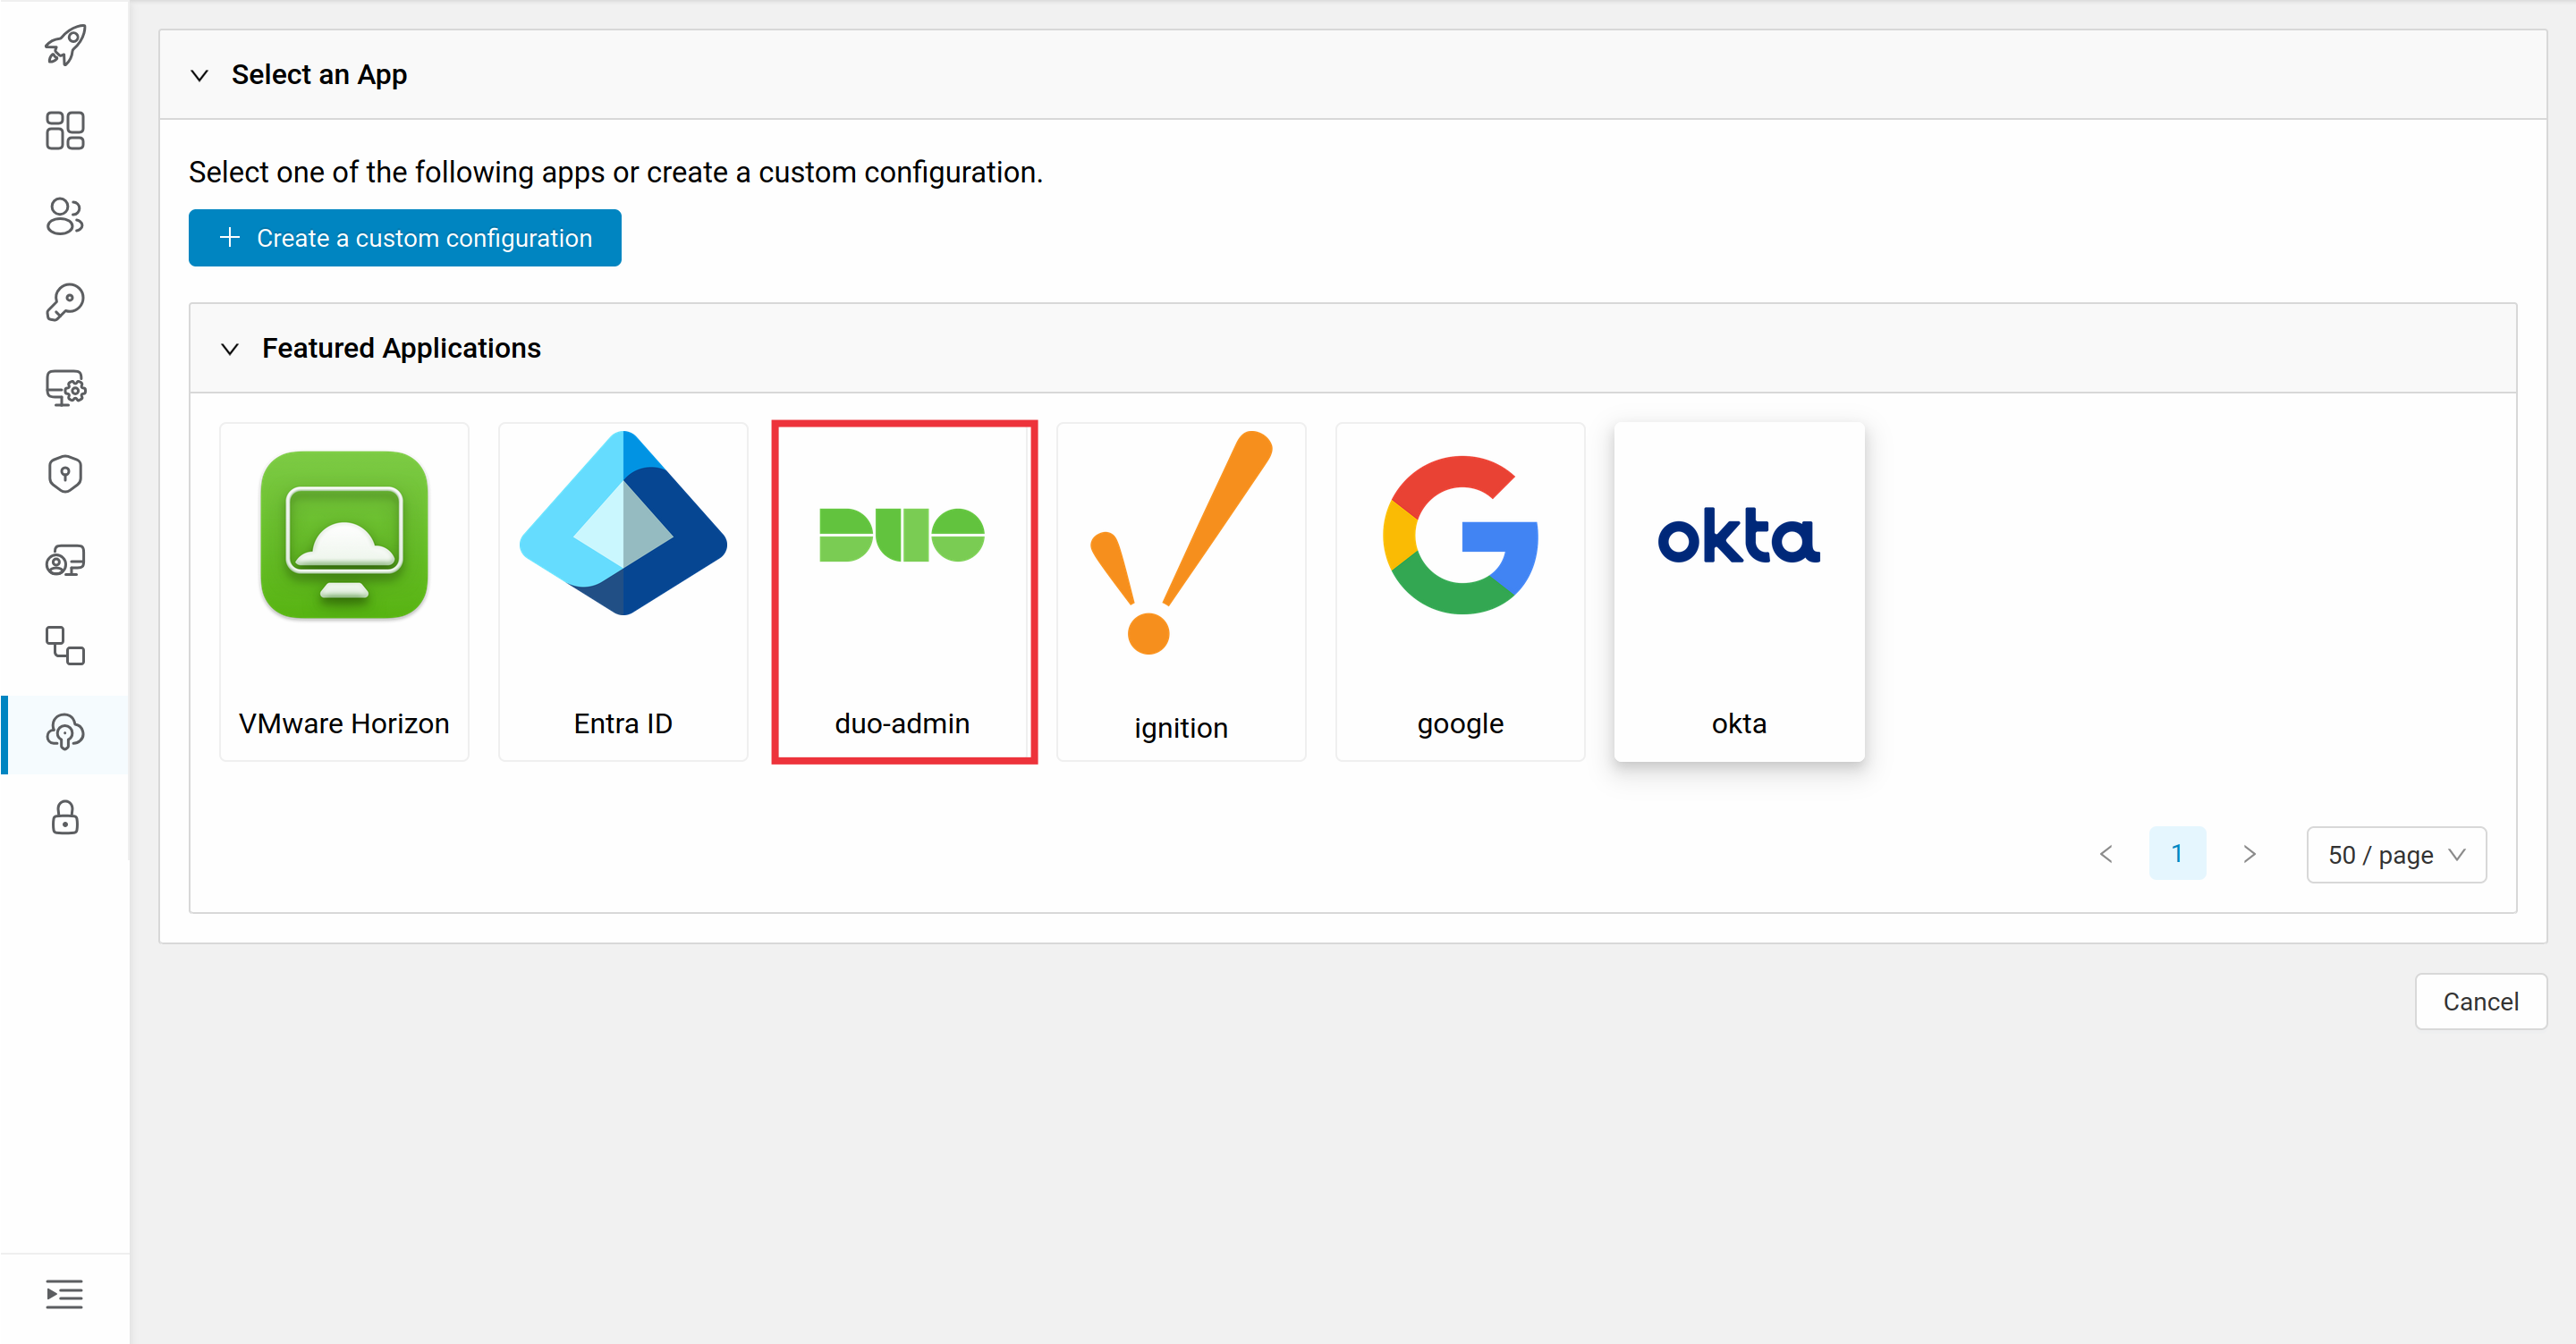 Select an App
Select one of the following apps or create a custom configuration.
Create a custom configuration
Featured Applications
DUO
okta
VMware Horizon
Entra ID
duo-admin
ignition
google
okta
1
50 / page
Cancel